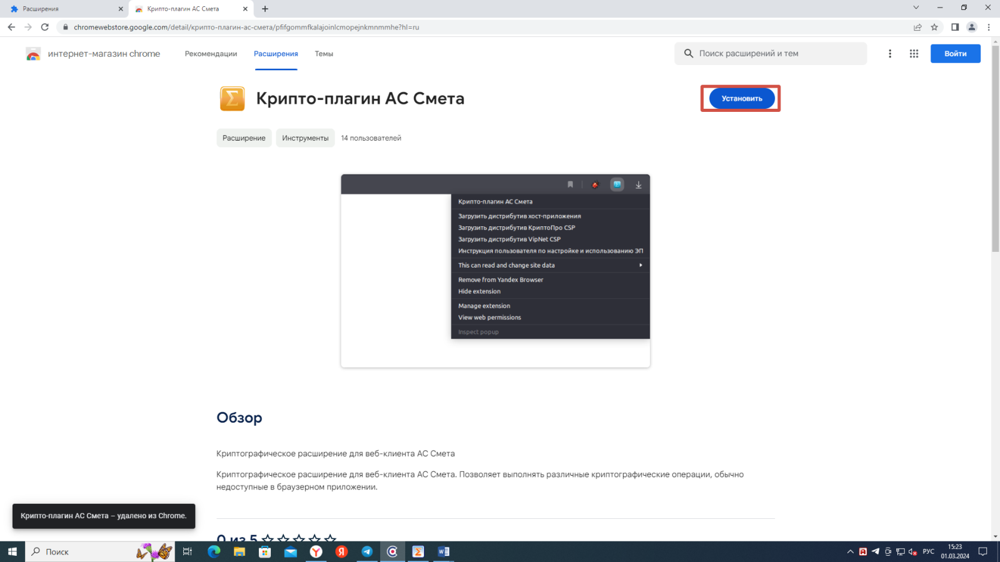 Расширения
Крипто-плагин АС Смета
chromewebstore.google.com/detail/крипто-плагин-ас-смета/pfifgommfkalajoinlcmopejnkmnmmhe?hl=ru
интернет-магазин chrome
Рекомендации
Расширения
Темы
Поиск расширений и тем
Войти
Крипто-плагин АС Смета
Установить
Расширение
Инструменты
14 пользователей
Крипто-плагин АС Смета
Загрузить дистрибутив хост-приложения
Загрузить дистрибутив КриптоПро CSP
Загрузить дистрибутив VipNet CSP
Инструкция пользователя по настройке и использованию ЭП
This can read and change site data
Remove from Yandex Browser
Hide extension
Manage extension
View web permissions
Inspect popup
Обзор
Криптографическое расширение для веб-клиента АС Смета
Криптографическое расширение для веб-клиента АС Смета. Позволяет выполнять различные криптографические операции, обычно
недоступные в браузерном приложении.
Крипто-плагин АС Смета – удалено из Chrome.
0 из 5
Поиск
РУС
15:23
01.03.2024